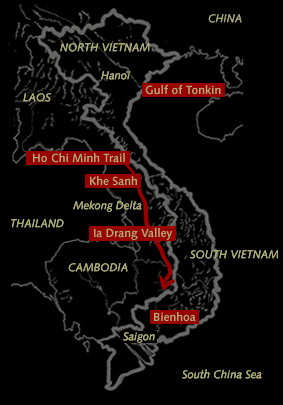 CHINA
NORTH VIETNAM
Hanoi
Gulf of Tonkin
LAOS
Ho Chi Minh Trail
Khe Sanh
Mekong Delta
THAILAND
Ia Drang Valley
SOUTH VIETNAM
CAMBODIA
Bienhoa
Saigon
South China Sea